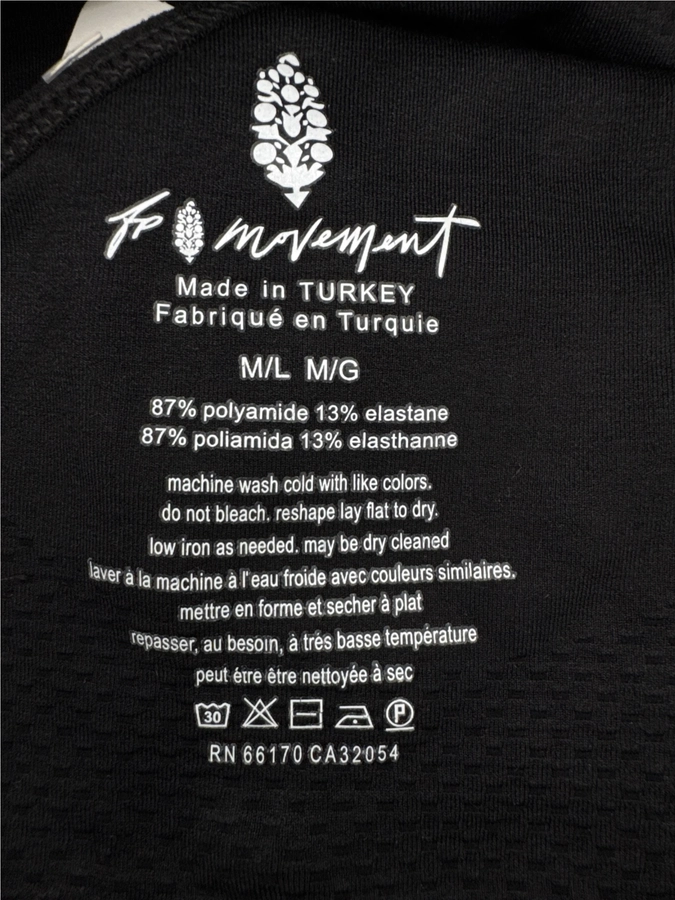 fp movement
Made in TURKEY
Fabriqué en Turquie
M/L M/G
87% polyamide 13% elastane
87% poliamida 13% elasthanne
machine wash cold with like colors.
do not bleach. reshape lay flat to dry.
low iron as needed. may be dry cleaned
laver à la machine à l'eau froide avec couleurs similaires.
mettre en forme et secher à plat
repasser, au besoin, à trés basse température
peut étre être nettoyée à sec
30 P
RN 66170 CA32054